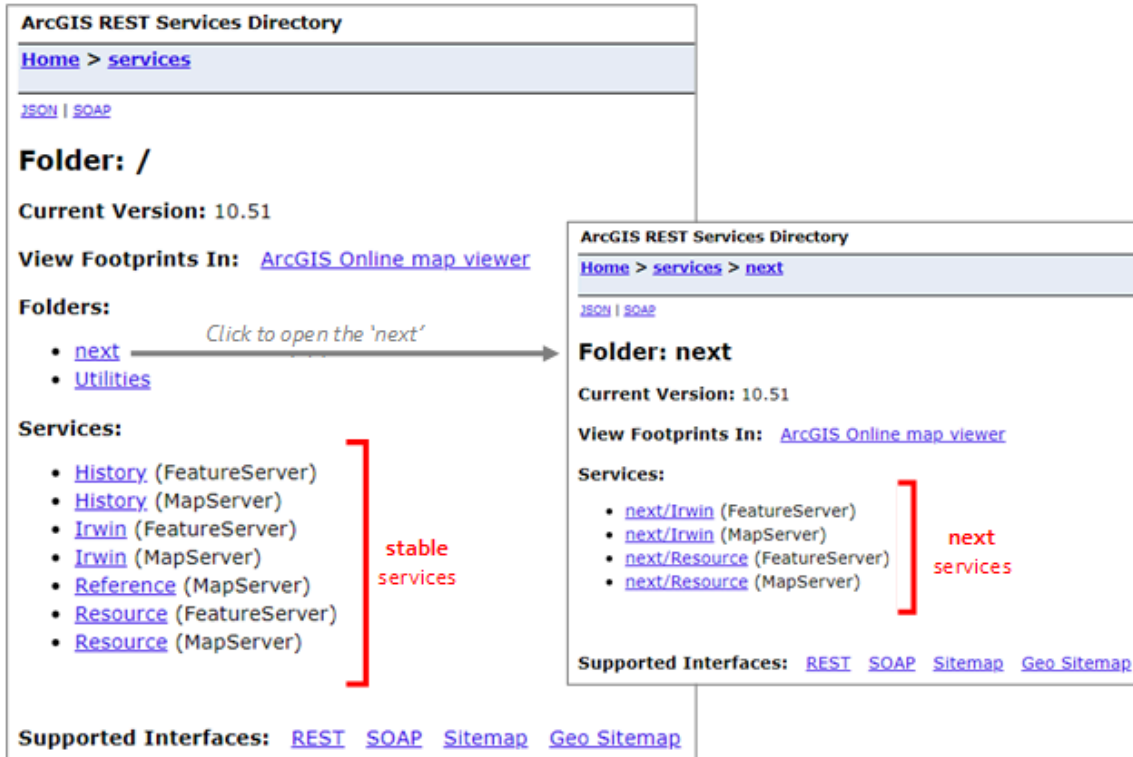 ArcGIS REST Services Directory
Home > services
JSON | SOAP
Folder: /
Current Version: 10.51
View Footprints In: ArcGIS Online map viewer
Folders:
• next
• Utilities
Click to open the 'next'
Services:
• History (FeatureServer)
• History (MapServer)
• Irwin (FeatureServer)
• Irwin (MapServer)
• Reference (MapServer)
• Resource (FeatureServer)
• Resource (MapServer)
stable
services
Supported Interfaces: REST SOAP Sitemap Geo Sitemap
ArcGIS REST Services Directory
Home > services > next
JSON | SOAP
Folder: next
Current Version: 10.51
View Footprints In: ArcGIS Online map viewer
Services:
• next/Irwin (FeatureServer)
• next/Irwin (MapServer)
• next/Resource (FeatureServer)
• next/Resource (MapServer)
next
services
Supported Interfaces: REST SOAP Sitemap Geo Sitemap